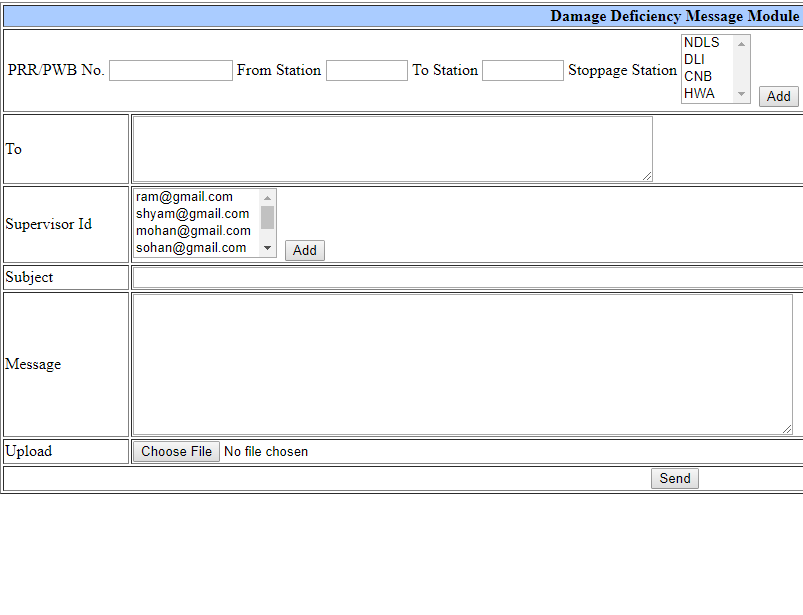 Damage Deficiency Message Module
PRR/PWB No. From Station To Station Stoppage Station
NDLS
DLI
CNB
HWA
Add
To
Supervisor Id
ram@gmail.com
shyam@gmail.com
mohan@gmail.com
sohan@gmail.com
Add
Subject
Message
Upload Choose File No file chosen
Send